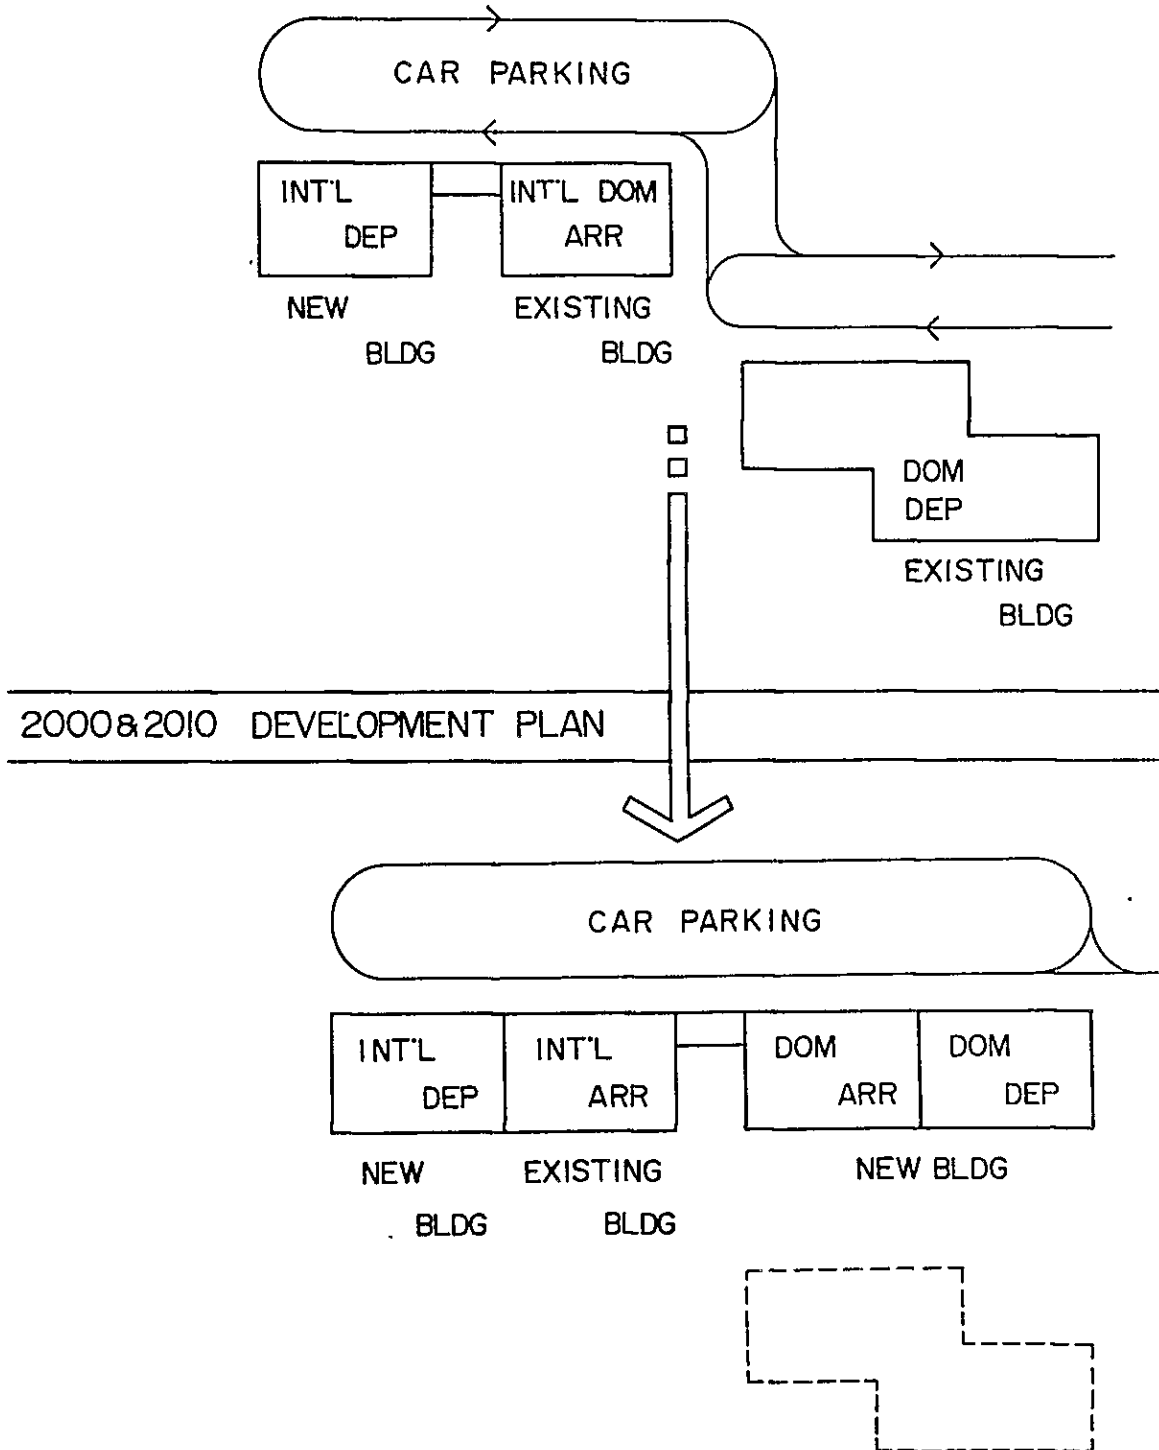 CAR PARKING
INT'L
DEP
INT'L DOM
ARR
NEW
BLDG
EXISTING
BLDG
DOM
DEP
EXISTING
BLDG
2000&2010 DEVELOPMENT PLAN
CAR PARKING
INT'L
DEP
INT'L
ARR
DOM
ARR
DOM
DEP
NEW
BLDG
EXISTING
BLDG
NEW BLDG